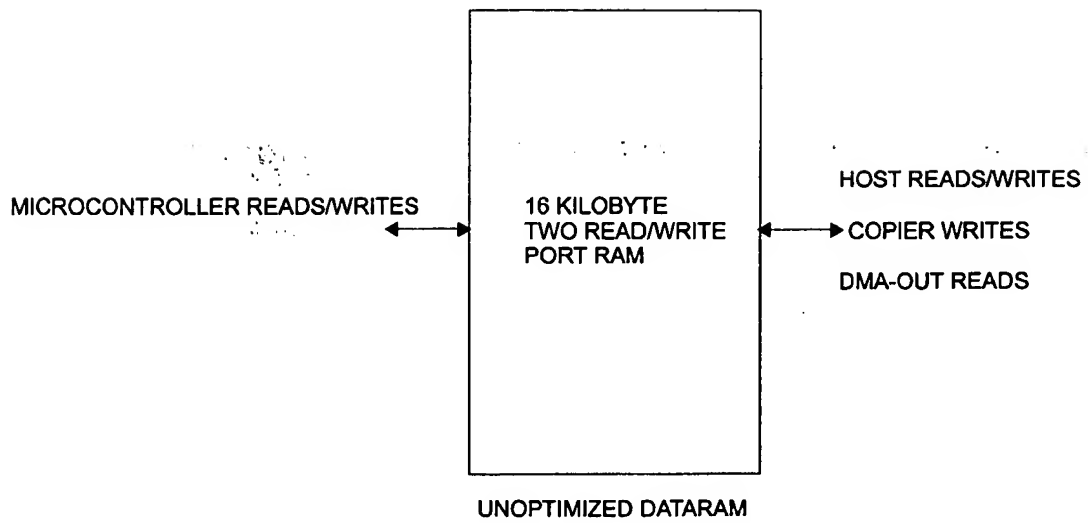 HOST READS/WRITES
MICROCONTROLLER READS/WRITES
16 KILOBYTE
TWO READ/WRITE
PORT RAM
COPIER WRITES
DMA-OUT READS
UNOPTIMIZED DATARAM